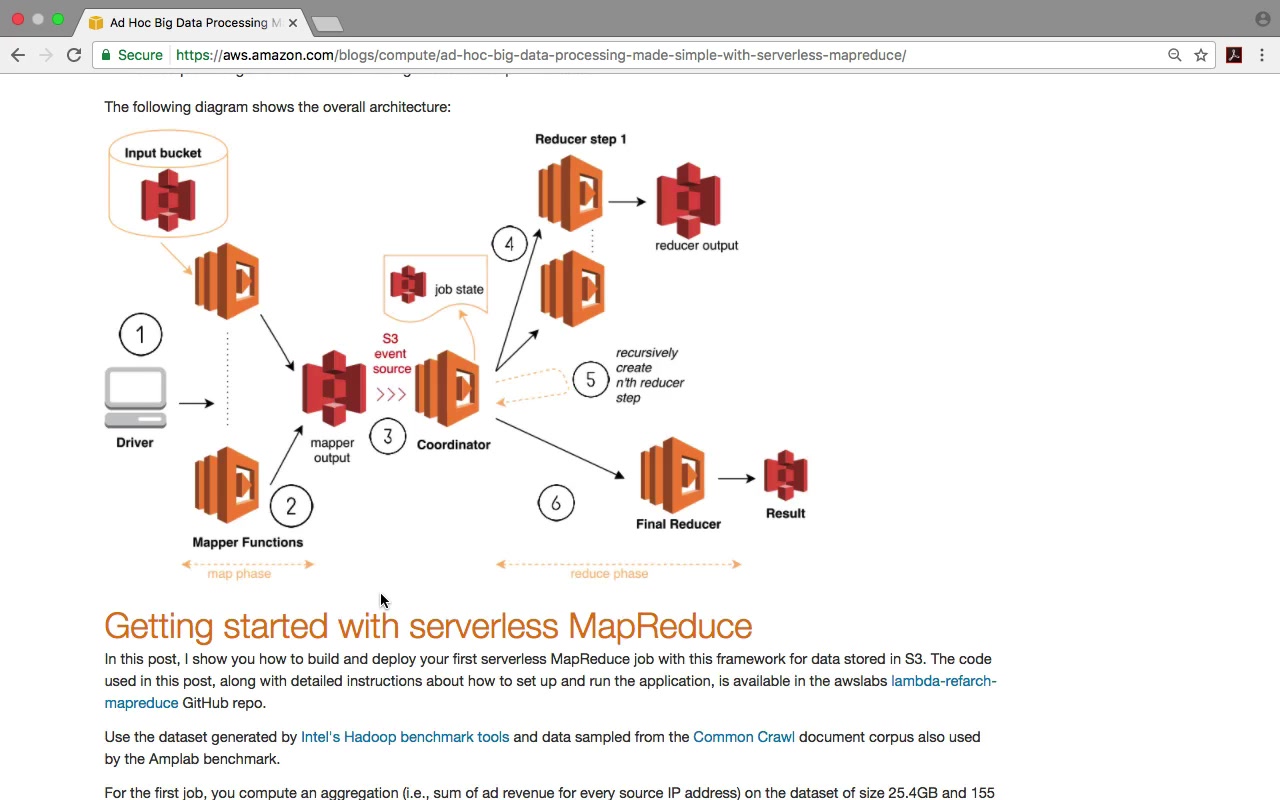 Ad Hoc Big Data Processing M
Secure
https://aws.amazon.com/blogs/compute/ad-hoc-big-data-processing-made-simple-with-serverless-mapreduce/
The following diagram shows the overall architecture:
Input bucket
Reducer step 1
reducer output
4
job state
1
S3
event
source
recursively
create
n'th reducer
step
5
Driver
mapper
output
3
Coordinator
2
6
Final Reducer
Result
Mapper Functions
map phase
reduce phase
Getting started with serverless MapReduce
In this post, I show you how to build and deploy your first serverless MapReduce job with this framework for data stored in S3. The code
used in this post, along with detailed instructions about how to set up and run the application, is available in the awslabs lambda-refarch-
mapreduce GitHub repo.
Use the dataset generated by Intel's Hadoop benchmark tools and data sampled from the Common Crawl document corpus also used
by the Amplab benchmark.
For the first job, you compute an aggregation (i.e., sum of ad revenue for every source IP address) on the dataset of size 25.4GB and 155